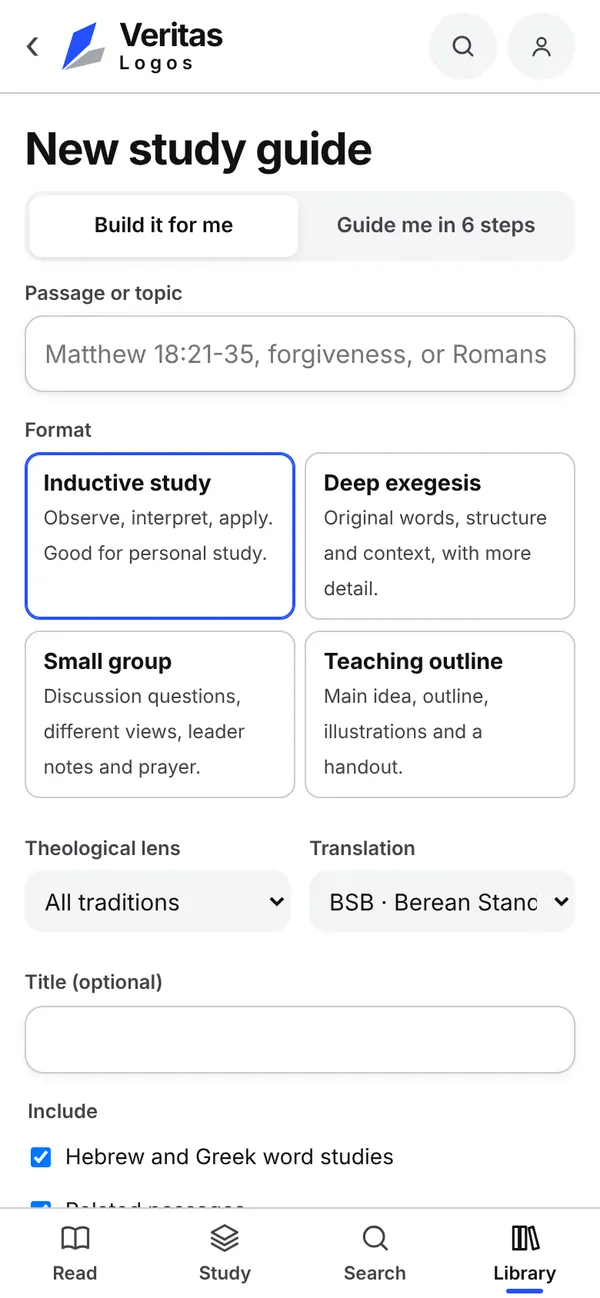 Veritas
Logos
New study guide
Build it for me
Guide me in 6 steps
Passage or topic
Matthew 18:21-35, forgiveness, or Romans
Format
Inductive study
Observe, interpret, apply.
Good for personal study.
Deep exegesis
Original words, structure
and context, with more
detail.
Small group
Discussion questions,
different views, leader
notes and prayer.
Teaching outline
Main idea, outline,
illustrations and a
handout.
Theological lens
Translation
All traditions
BSB · Berean Stand
Title (optional)
Include
Hebrew and Greek word studies
Related passages
Read
Study
Search
Library